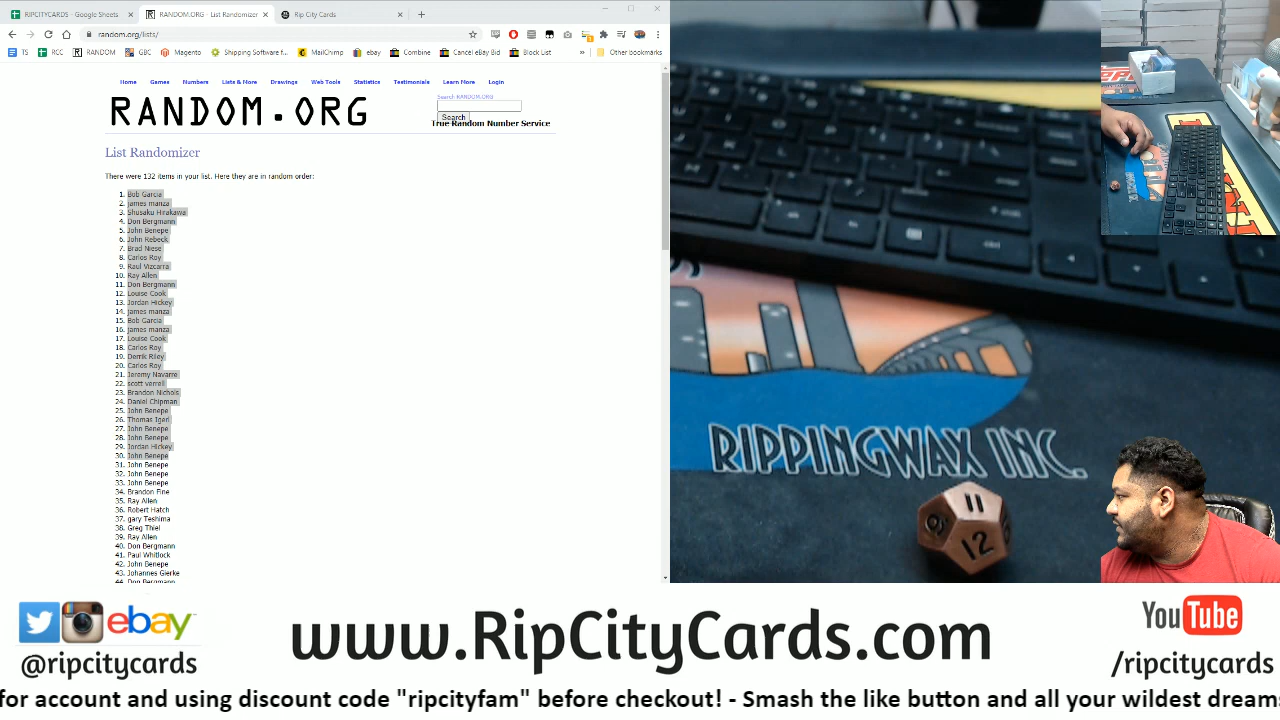 RIPCITYCARDS - Google Sheets
RANDOM.ORG - List Randomizer
Rip City Cards
random.org/lists/
TS
RCC
RANDOM
GBC
Magento
Shipping Software f...
MailChimp
ebay
Combine
Cancel eBay Bid
Block List
»
Other bookmarks
Home
Games
Numbers
Lists & More
Drawings
Web Tools
Statistics
Testimonials
Learn More
Login
RANDOM.ORG
Search RANDOM.ORG
Search
True Random Number Service
List Randomizer
There were 132 items in your list. Here they are in random order:
1. Bob Garcia
2. james manza
3. Shusaku Hirakawa
4. Don Bergmann
5. John Benepe
6. John Rebeck
7. Brad Niese
8. Carlos Roy
9. Raul Vizcarra
10. Ray Allen
11. Don Bergmann
12. Louise Cook
13. Jordan Hickey
14. james manza
15. Bob Garcia
16. james manza
17. Louise Cook
18. Carlos Roy
19. Derrik Riley
20. Carlos Roy
21. Jeremy Navarre
22. scott verrell
23. Brandon Nichols
24. Daniel Chipman
25. John Benepe
26. Thomas Igeri
27. John Benepe
28. John Benepe
29. Jordan Hickey
30. John Benepe
31. John Benepe
32. John Benepe
33. John Benepe
34. Brandon Fine
35. Ray Allen
36. Robert Hatch
37. gary Teshima
38. Greg Thiel
39. Ray Allen
40. Don Bergmann
41. Paul Whitlock
42. John Benepe
43. Johannes Gierke
44. Don Bergmann
RIPPINGWAX INC.
11
9.
12
ebay
@ripcitycards
www.RipCityCards.com
YouTube
/ripcitycards
for account and using discount code "ripcityfam" before checkout! - Smash the like button and all your wildest dreams